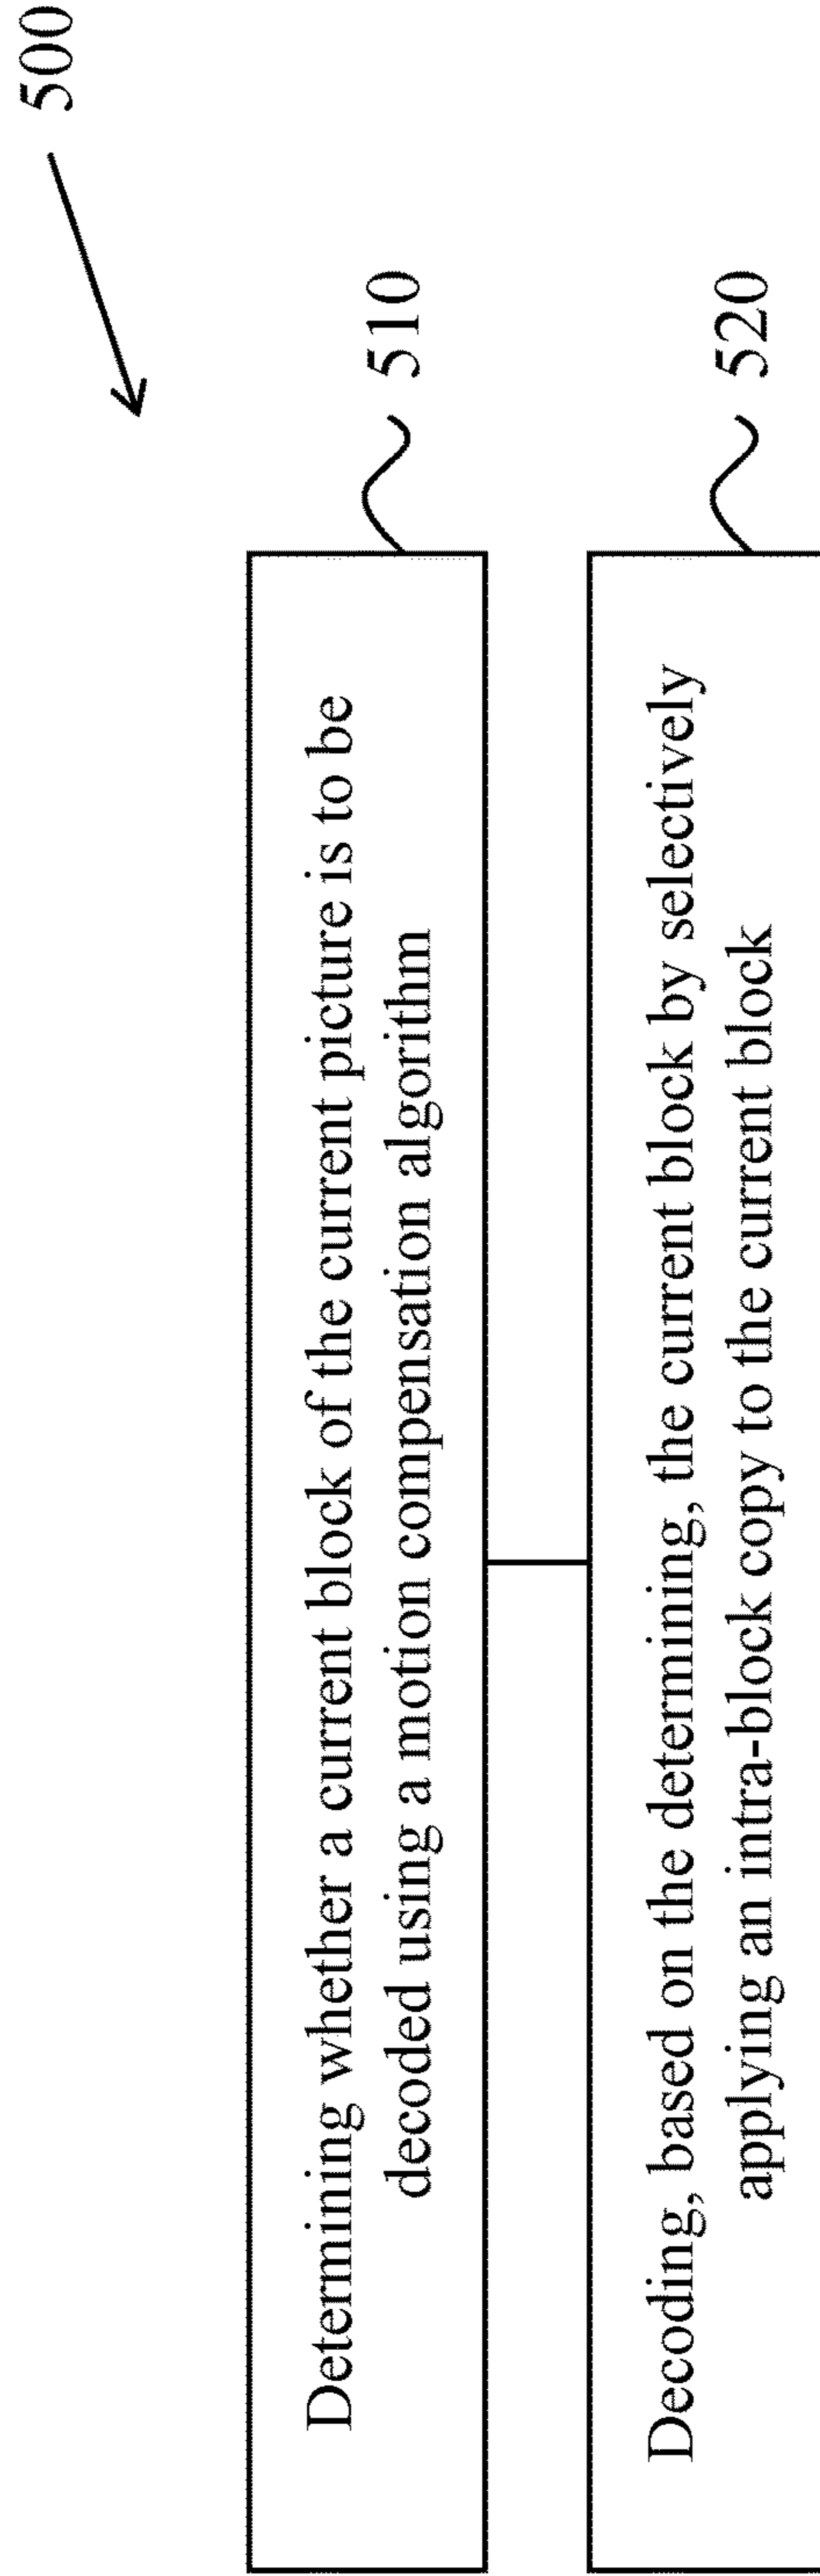 500
Determining whether a current block of the current picture is to be
decoded using a motion compensation algorithm
510
Decoding, based on the determining, the current block by selectively
applying an intra-block copy to the current block
520